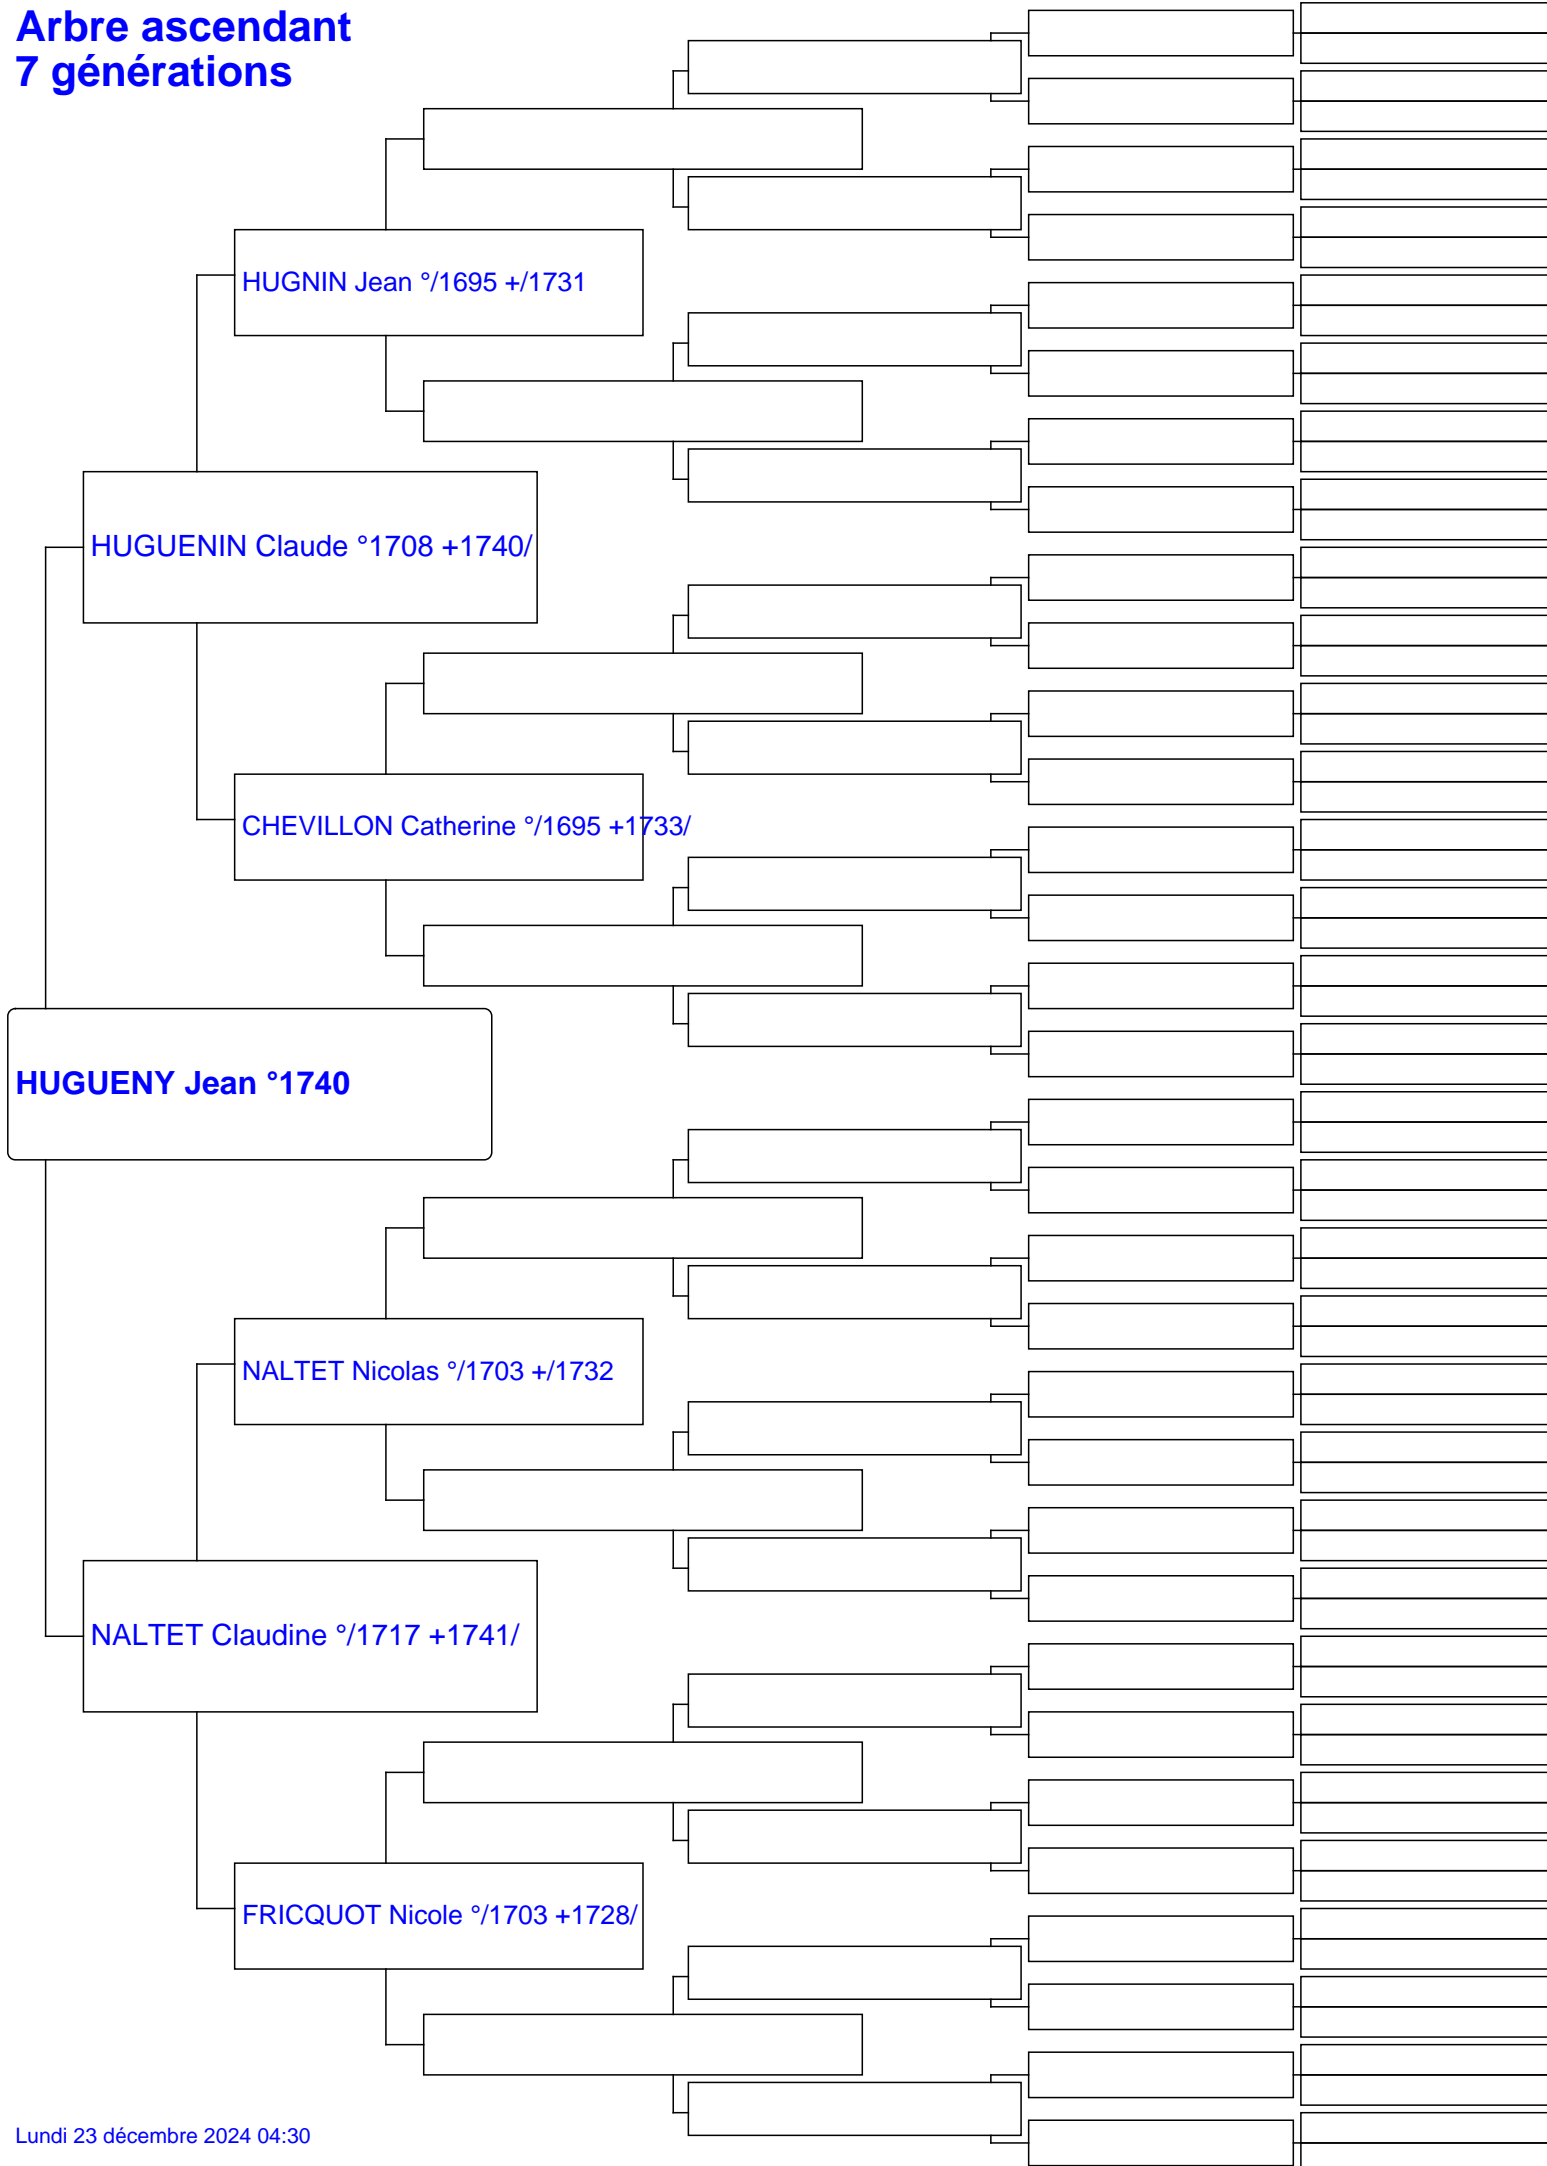 Arbre ascendant
7 générations
HUGNIN Jean °/1695 +/1731
HUGUENIN Claude °1708 +1740/
CHEVILLON Catherine °/1695 +1733/
HUGUENY Jean °1740
NALTET Nicolas °/1703 +/1732
NALTET Claudine °/1717 +1741/
FRICQUOT Nicole °/1703 +1728/
Lundi 23 décembre 2024 04:30